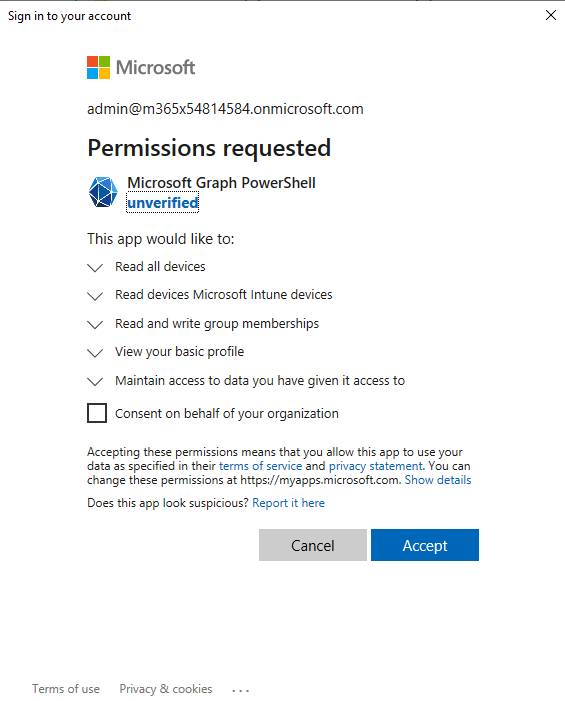 Sign in to your account
Microsoft
admin@m365x54814584.onmicrosoft.com
Permissions requested
Microsoft Graph PowerShell
unverified
This app would like to:
Read all devices
Read devices Microsoft Intune devices
Read and write group memberships
View your basic profile
Maintain access to data you have given it access to
Consent on behalf of your organization
Accepting these permissions means that you allow this app to use your
data as specified in their terms of service and privacy statement. You can
change these permissions at https://myapps.microsoft.com. Show details
Does this app look suspicious? Report it here
Cancel Accept
Terms of use Privacy & cookies ...